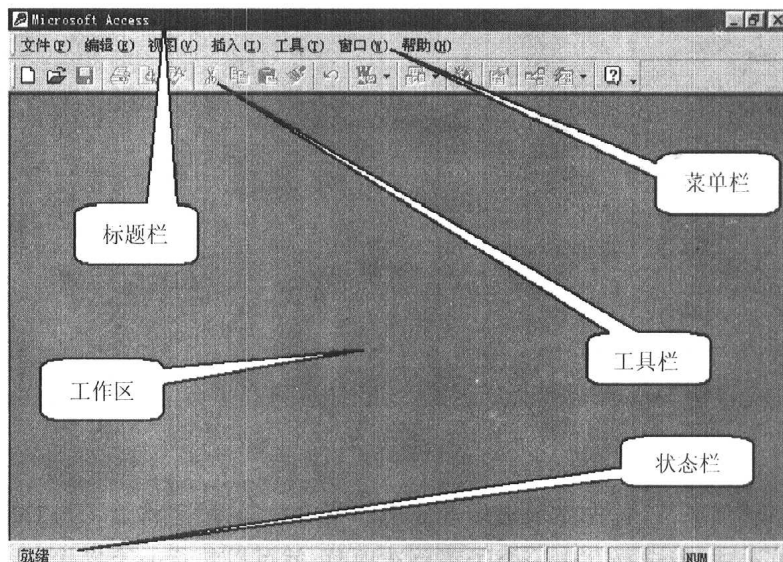 Microsoft Access
文件(F) 编辑(E) 视图(V) 插入(I) 工具(T) 窗口(W) 帮助(H)
菜单栏
标题栏
工具栏
工作区
状态栏
就绪
NUM